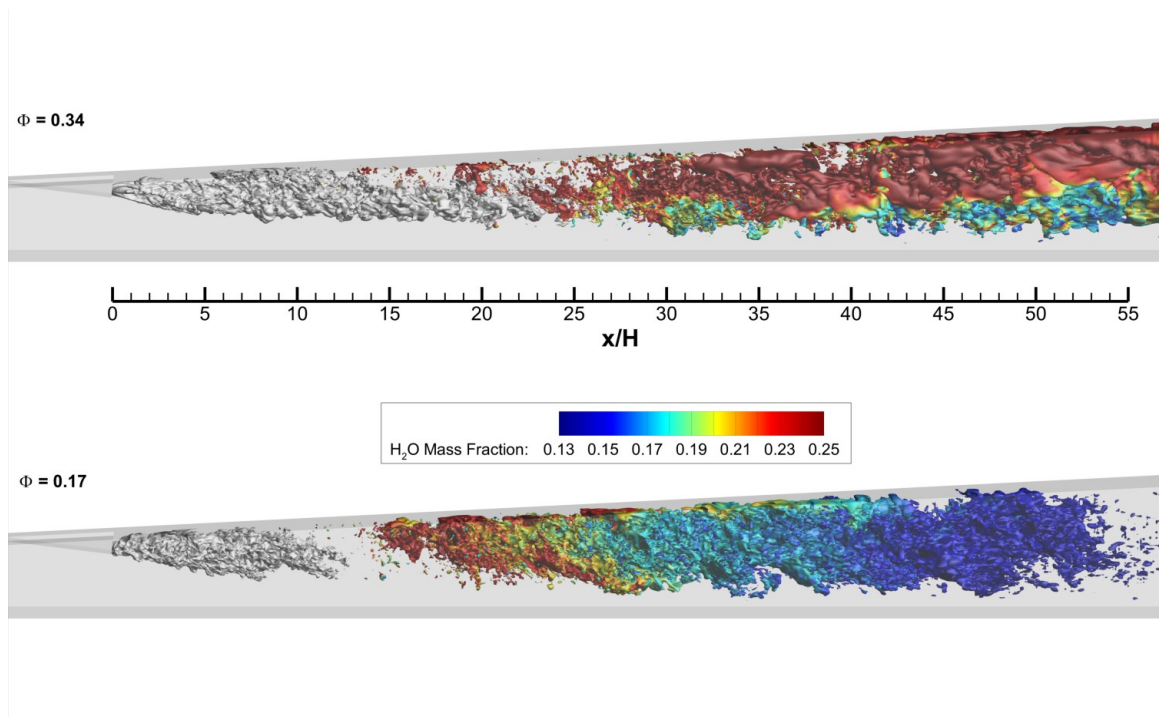 Φ = 0.34
0 5 10 15 20 25 30 35 40 45 50 55
x/H
H₂O Mass Fraction: 0.13 0.15 0.17 0.19 0.21 0.23 0.25
Φ = 0.17